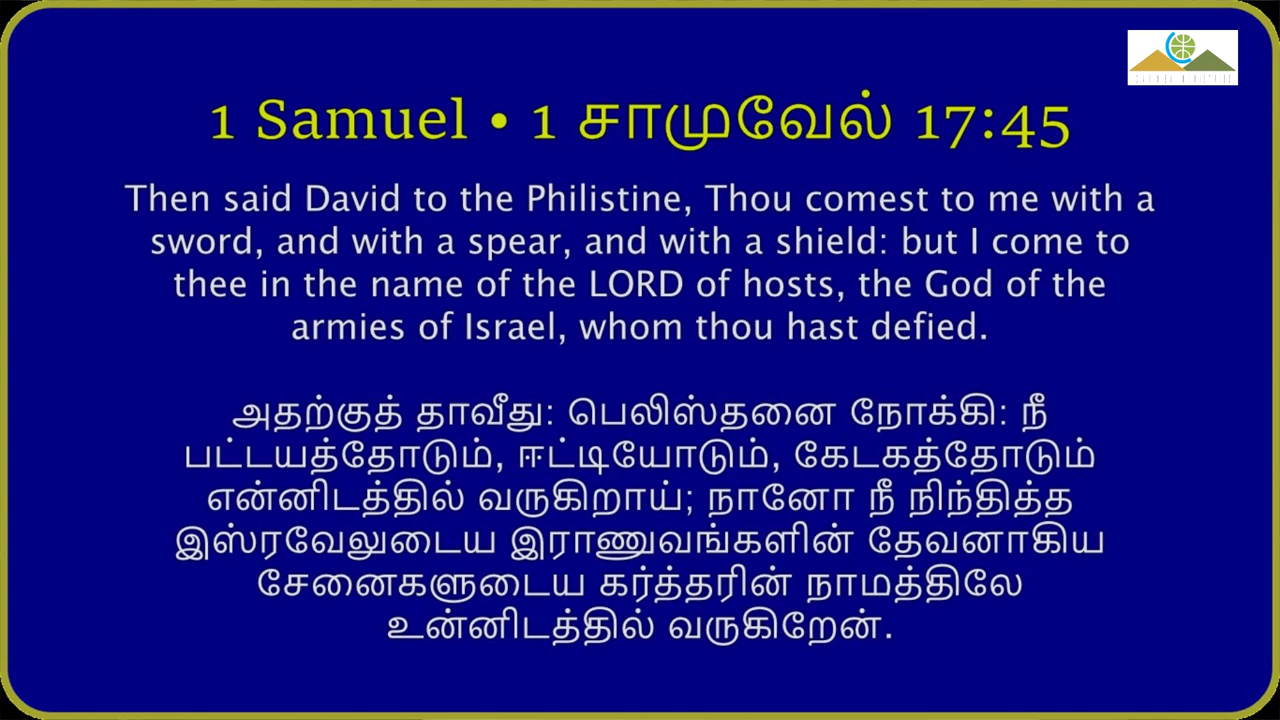 1 Samuel • 1 சாமுவேல் 17:45
Then said David to the Philistine, Thou comest to me with a
sword, and with a spear, and with a shield: but I come to
thee in the name of the LORD of hosts, the God of the
armies of Israel, whom thou hast defied.
அதற்குத் தாவீது: பெலிஸ்தனை நோக்கி: நீ
பட்டயத்தோடும், ஈட்டியோடும், கேடகத்தோடும்
என்னிடத்தில் வருகிறாய்; நானோ நீ நிந்தித்த
இஸ்ரவேலுடைய இராணுவங்களின் தேவனாகிய
சேனைகளுடைய கர்த்தரின் நாமத்திலே
உன்னிடத்தில் வருகிறேன்.